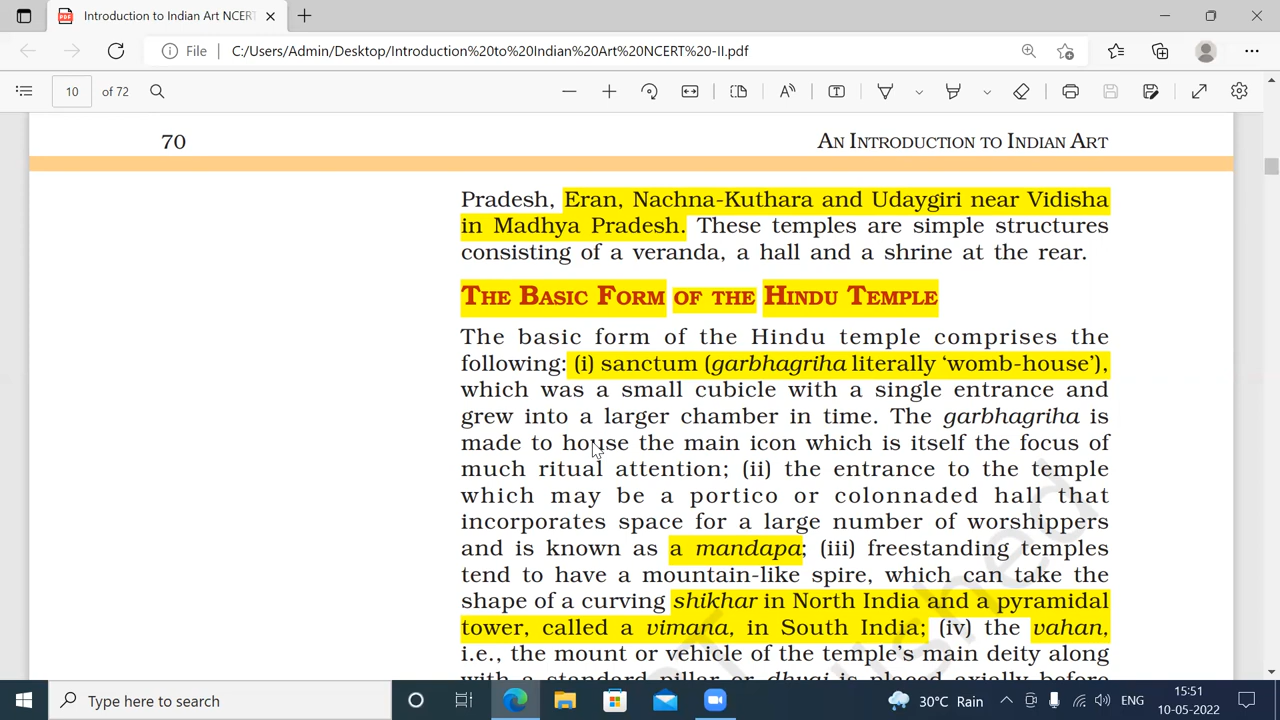 Introduction to Indian Art NCERT
File
C:/Users/Admin/Desktop/Introduction%20to%20Indian%20Art%20NCERT%20-II.pdf
10 of 72
70 AN INTRODUCTION TO INDIAN ART
Pradesh, Eran, Nachna-Kuthara and Udaygiri near Vidisha
in Madhya Pradesh. These temples are simple structures
consisting of a veranda, a hall and a shrine at the rear.
THE BASIC FORM OF THE HINDU TEMPLE
The basic form of the Hindu temple comprises the
following: (i) sanctum (garbhagriha literally ‘womb-house’),
which was a small cubicle with a single entrance and
grew into a larger chamber in time. The garbhagriha is
made to house the main icon which is itself the focus of
much ritual attention; (ii) the entrance to the temple
which may be a portico or colonnaded hall that
incorporates space for a large number of worshippers
and is known as a mandapa; (iii) freestanding temples
tend to have a mountain-like spire, which can take the
shape of a curving shikhar in North India and a pyramidal
tower, called a vimana, in South India; (iv) the vahan,
i.e., the mount or vehicle of the temple’s main deity along
with a standard pillar or dhvaj is placed axially before
Type here to search
30°C Rain
ENG
15:51
10-05-2022